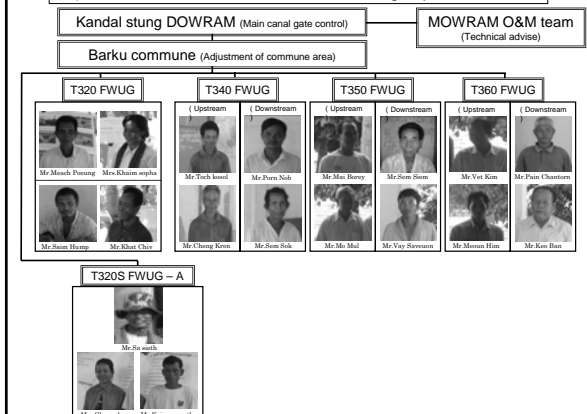 Kandal stung DOWRAM (Main canal gate control)
MOWRAM O&M team
(Technical advise)
Barku commune (Adjustment of commune area)
T320 FWUG
T340 FWUG
T350 FWUG
T360 FWUG
( Upstream ) ( Downstream ) ( Upstream ) ( Downstream ) ( Upstream ) ( Downstream )
Mr.Meach Poeung Mrs.Khaim sopha Mr.Toch kosol Mr.Porn Noh Mr.Mai Borey Mr.Sem Siem Mr.Vet Kim Mr.Pain Chantorn
Mr.Saim Hump Mr.Khat Chiv Mr.Cheng Kren Mr.Sem Sok Mr.Mo Mul Mr.Vay Saveuon Mr.Meoun Him Mr.Keo Ban
T320S FWUG – A
Mr.Sa sieth